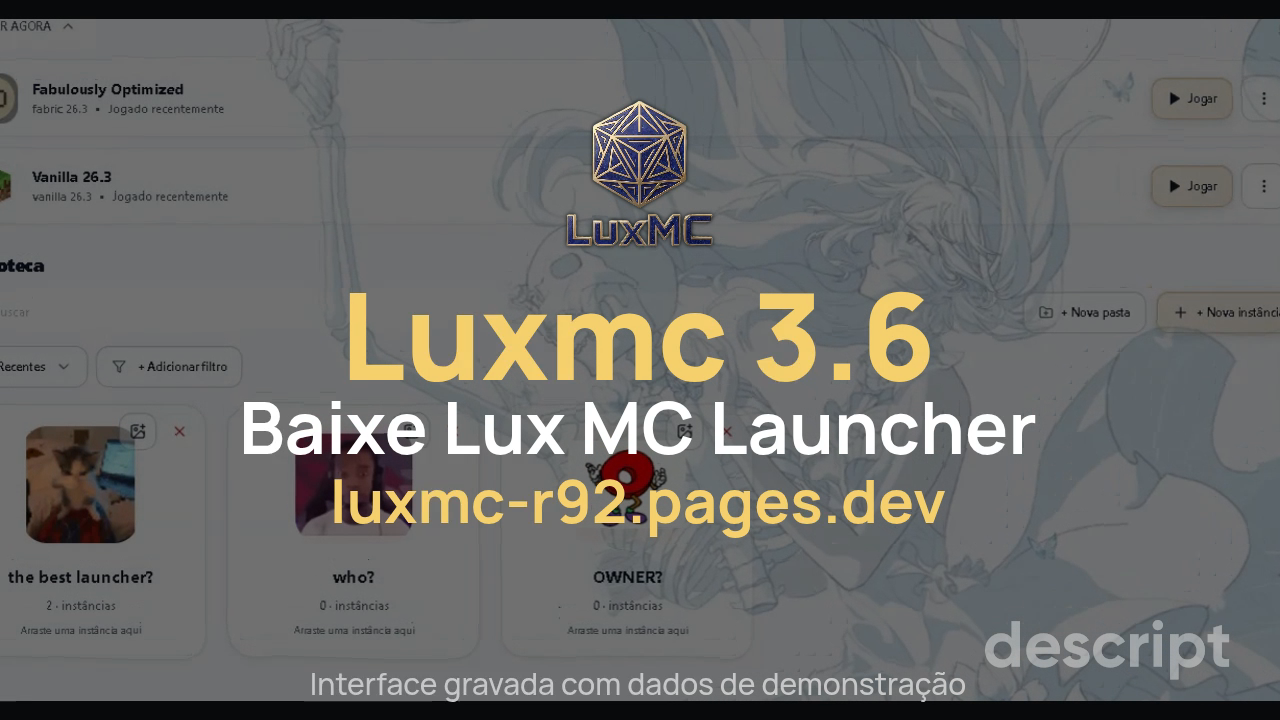 R AGORA
Fabulously Optimized
fabric 26.3 • Jogado recentemente
Jogar
Vanilla 26.3
vanilla 26.3 • Jogado recentemente
Jogar
LuxMC
oteca
uscar
+ Nova pasta
+ Nova instânci
Luxmc 3.6
Recentes
+ Adicionar filtro
Baixe Lux MC Launcher
luxmc-r92.pages.dev
the best launcher?
2 · instâncias
Arraste uma instância aqui
who?
0 · instâncias
Arraste uma instância aqui
OWNER?
0 · instâncias
Arraste uma instância aqui
descript
Interface gravada com dados de demonstração